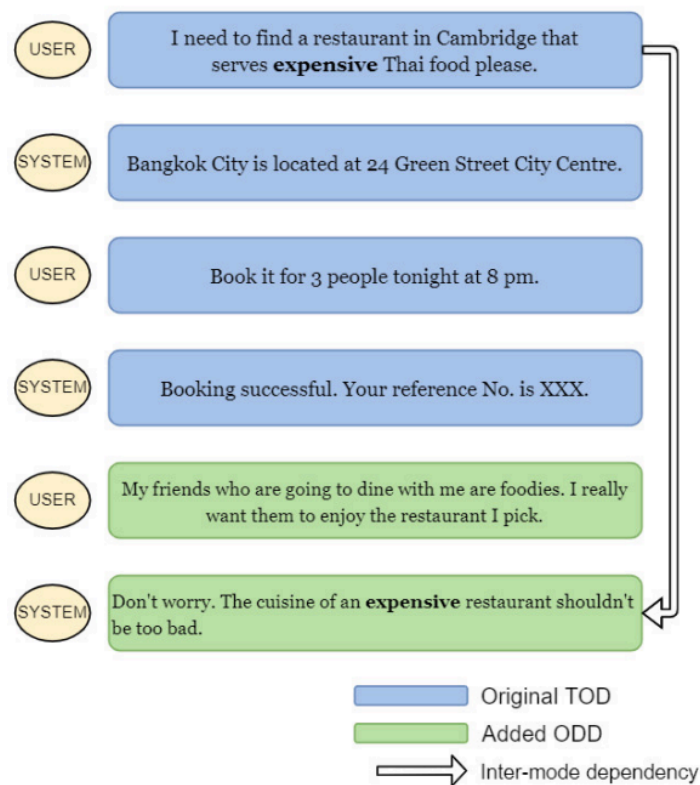 USER
I need to find a restaurant in Cambridge that
serves expensive Thai food please.
SYSTEM
Bangkok City is located at 24 Green Street City Centre.
USER
Book it for 3 people tonight at 8 pm.
SYSTEM
Booking successful. Your reference No. is XXX.
USER
My friends who are going to dine with me are foodies. I really
want them to enjoy the restaurant I pick.
SYSTEM
Don't worry. The cuisine of an expensive restaurant shouldn't
be too bad.
Original TOD
Added ODD
Inter-mode dependency